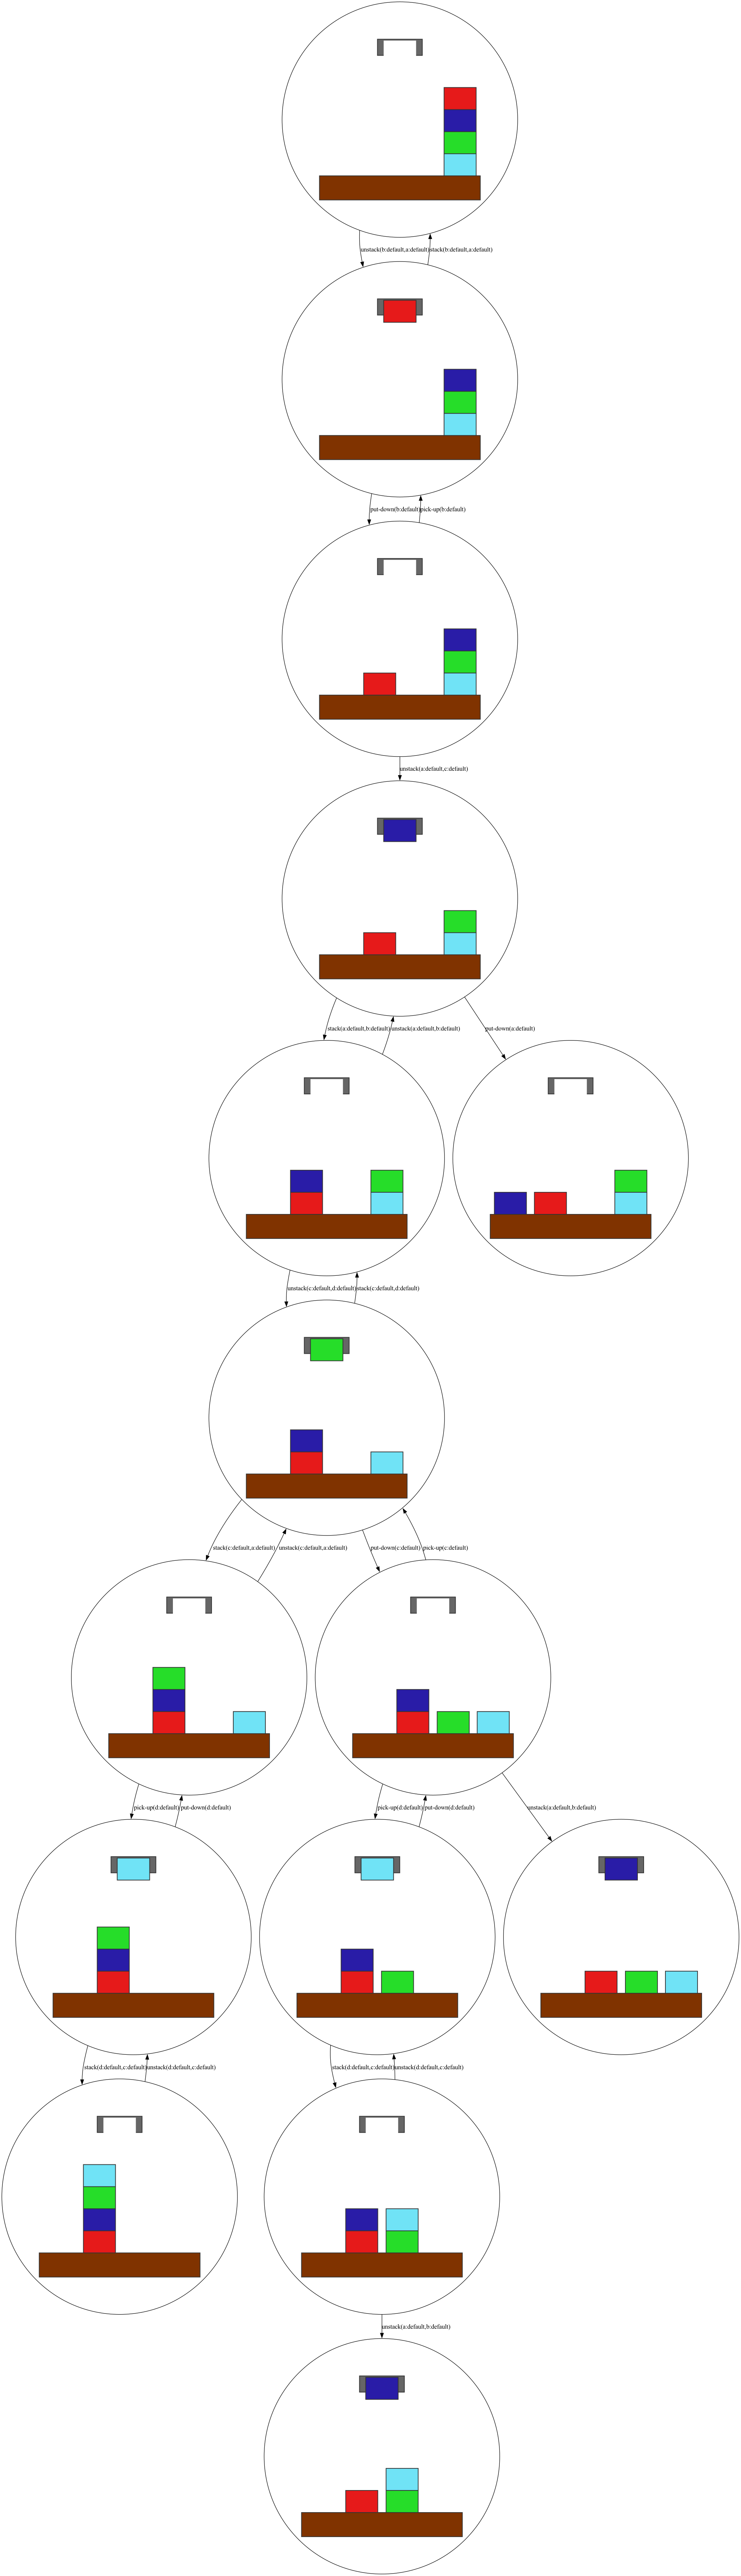 unstack(b:default,a:default)
stack(b:default,a:default)
put-down(b:default)
pick-up(b:default)
unstack(a:default,c:default)
stack(a:default,b:default)
unstack(a:default,b:default)
put-down(a:default)
unstack(c:default,d:default)
stack(c:default,d:default)
stack(c:default,a:default)
unstack(c:default,a:default)
put-down(c:default)
pick-up(c:default)
pick-up(d:default)
put-down(d:default)
pick-up(d:default)
put-down(d:default)
unstack(a:default,b:default)
stack(d:default,c:default)
unstack(d:default,c:default)
stack(d:default,c:default)
unstack(d:default,c:default)
unstack(a:default,b:default)